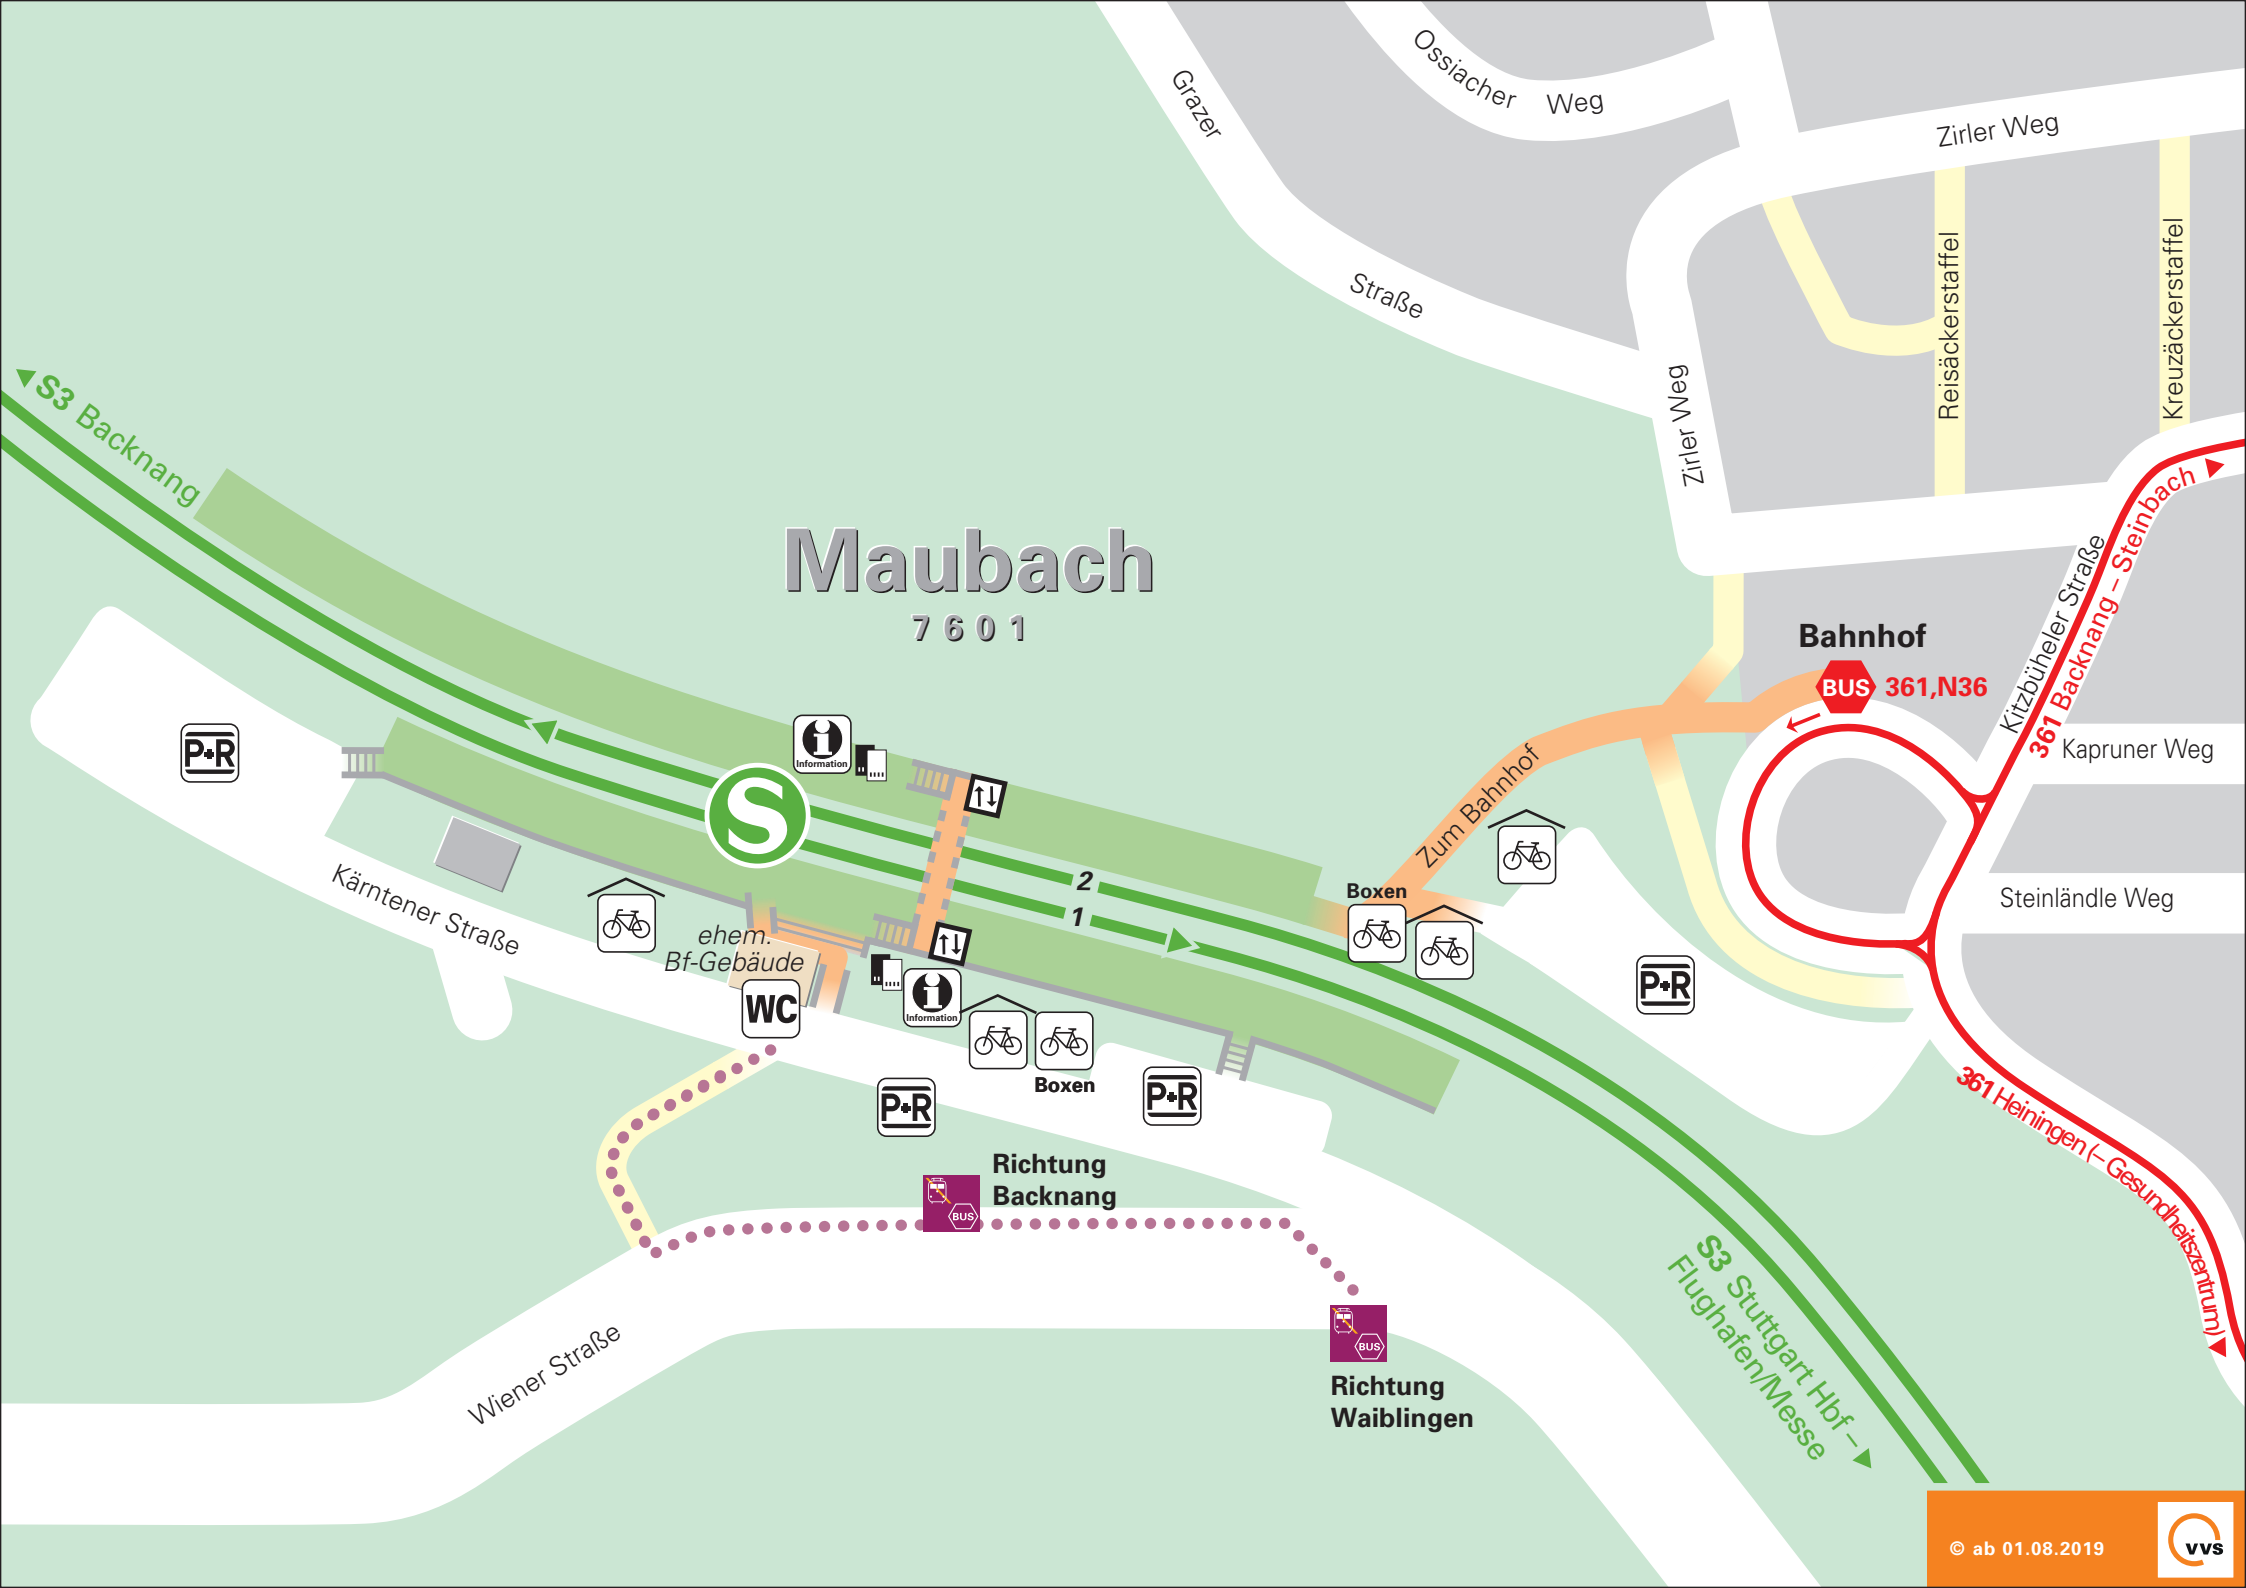 Ossiacher Weg
Grazer
Straße
Zirler Weg
Zirler Weg
Reisäckerstaffel
Kreuzäckerstaffel
S3 Backnang
Maubach
7601
Bahnhof
BUS 361,N36
Kitzbüheler Straße
361 Backnang – Steinbach
Kapruner Weg
Steinländle Weg
P+R
Information
S
Zum Bahnhof
2
1
Boxen
Kärntener Straße
ehem.
Bf-Gebäude
WC
Information
Boxen
P+R
P+R
P+R
361 Heiningen (– Gesundheitszentrum)
Richtung
Backnang
BUS
BUS
Richtung
Waiblingen
Wiener Straße
S3 Stuttgart Hbf –
Flughafen/Messe
© ab 01.08.2019
VVS